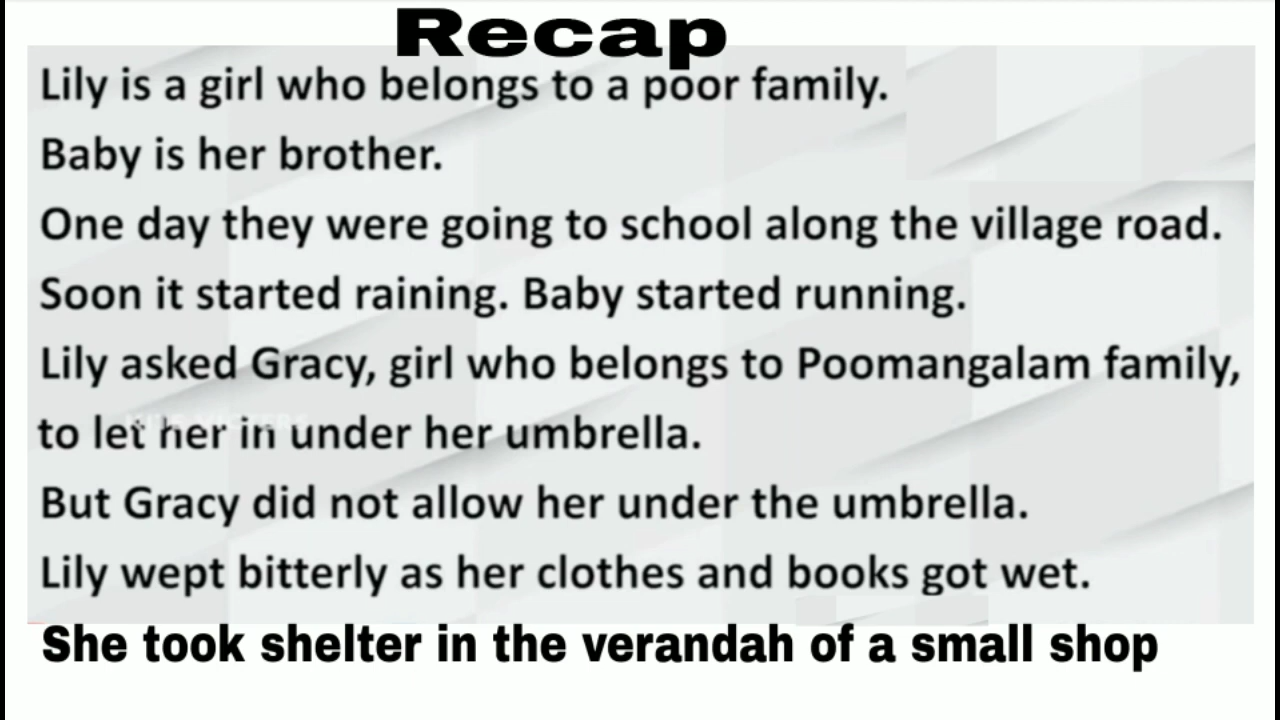 Recap
Lily is a girl who belongs to a poor family.
Baby is her brother.
One day they were going to school along the village road.
Soon it started raining. Baby started running.
Lily asked Gracy, girl who belongs to Poomangalam family,
to let her in under her umbrella.
But Gracy did not allow her under the umbrella.
Lily wept bitterly as her clothes and books got wet.
She took shelter in the verandah of a small shop